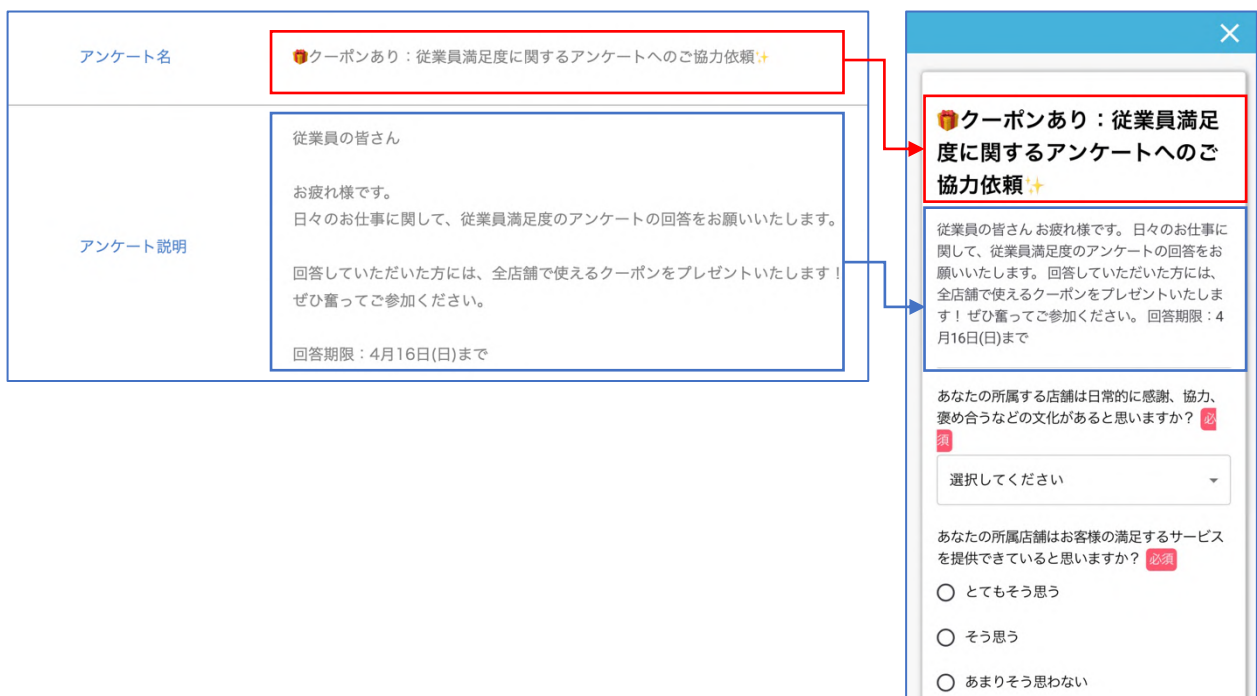 アンケート名
🎁クーポンあり：従業員満足度に関するアンケートへのご協力依頼✨
アンケート説明
従業員の皆さん
お疲れ様です。
日々のお仕事に関して、従業員満足度のアンケートの回答をお願いいたします。
回答していただいた方には、全店舗で使えるクーポンをプレゼントいたします！
ぜひ奮ってご参加ください。
回答期限：4月16日(日)まで
🎁クーポンあり：従業員満足
度に関するアンケートへのご
協力依頼✨
従業員の皆さん お疲れ様です。 日々のお仕事に
関して、従業員満足度のアンケートの回答をお
願いいたします。 回答していただいた方には、
全店舗で使えるクーポンをプレゼントいたしま
す！ ぜひ奮ってご参加ください。 回答期限：4
月16日(日)まで
あなたの所属する店舗は日常的に感謝、協力、
褒め合うなどの文化があると思いますか？ 必
須
選択してください
あなたの所属店舗はお客様の満足するサービス
を提供できていると思いますか？ 必須
とてもそう思う
そう思う
あまりそう思わない